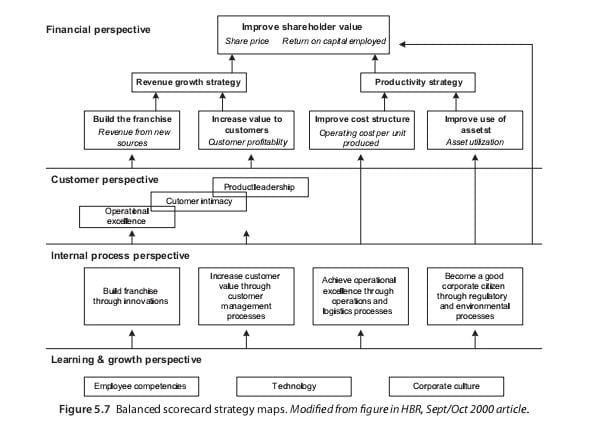 Financial perspective
Improve shareholder value
Share price Return on capital employed
Revenue growth strategy
Productivity strategy
Build the franchise
Revenue from new
sources
Increase value to
customers
Customer profitability
Improve cost structure
Operating cost per unit
produced
Improve use of
assetst
Asset utilization
Customer perspective
Productleadership
Cutomer intimacy
Operational
excellence
Internal process perspective
Build franchise
through innovations
Increase customer
value through
customer
management
processes
Achieve operational
excellence through
operations and
logistics processes
Become a good
corporate citizen
through regulatory
and environmental
processes
Learning & growth perspective
Employee competencies
Technology
Corporate culture
Figure 5.7 Balanced scorecard strategy maps. Modified from figure in HBR, Sept/Oct 2000 article.